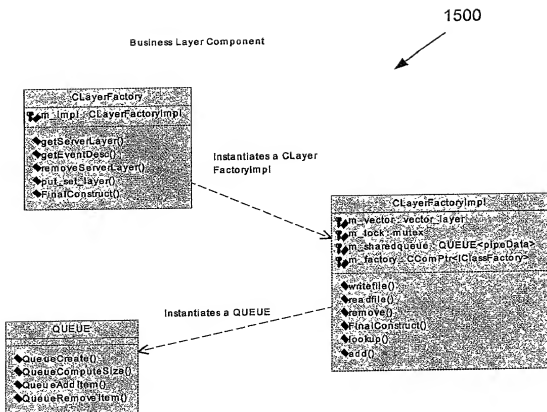 1500
Business Layer Component
CLayerFactory
m_impl : CLayerFactoryImpl
getServerLayer()
getEventDesc()
removeServerLayer()
put_set_layer()
FinalConstruct()
Instantiates a CLayer
FactoryImpl
CLayerFactoryImpl
m_vector : vector_layer
m_lock : mutex
m_sharedqueue : QUEUE<pipeData>
m_factory : CComPtr<IClassFactory>
writefile()
readfile()
remove()
FinalConstruct()
lookup()
add()
Instantiates a QUEUE
QUEUE
QueueCreate()
QueueComputeSize()
QueueAddItem()
QueueRemoveItem()